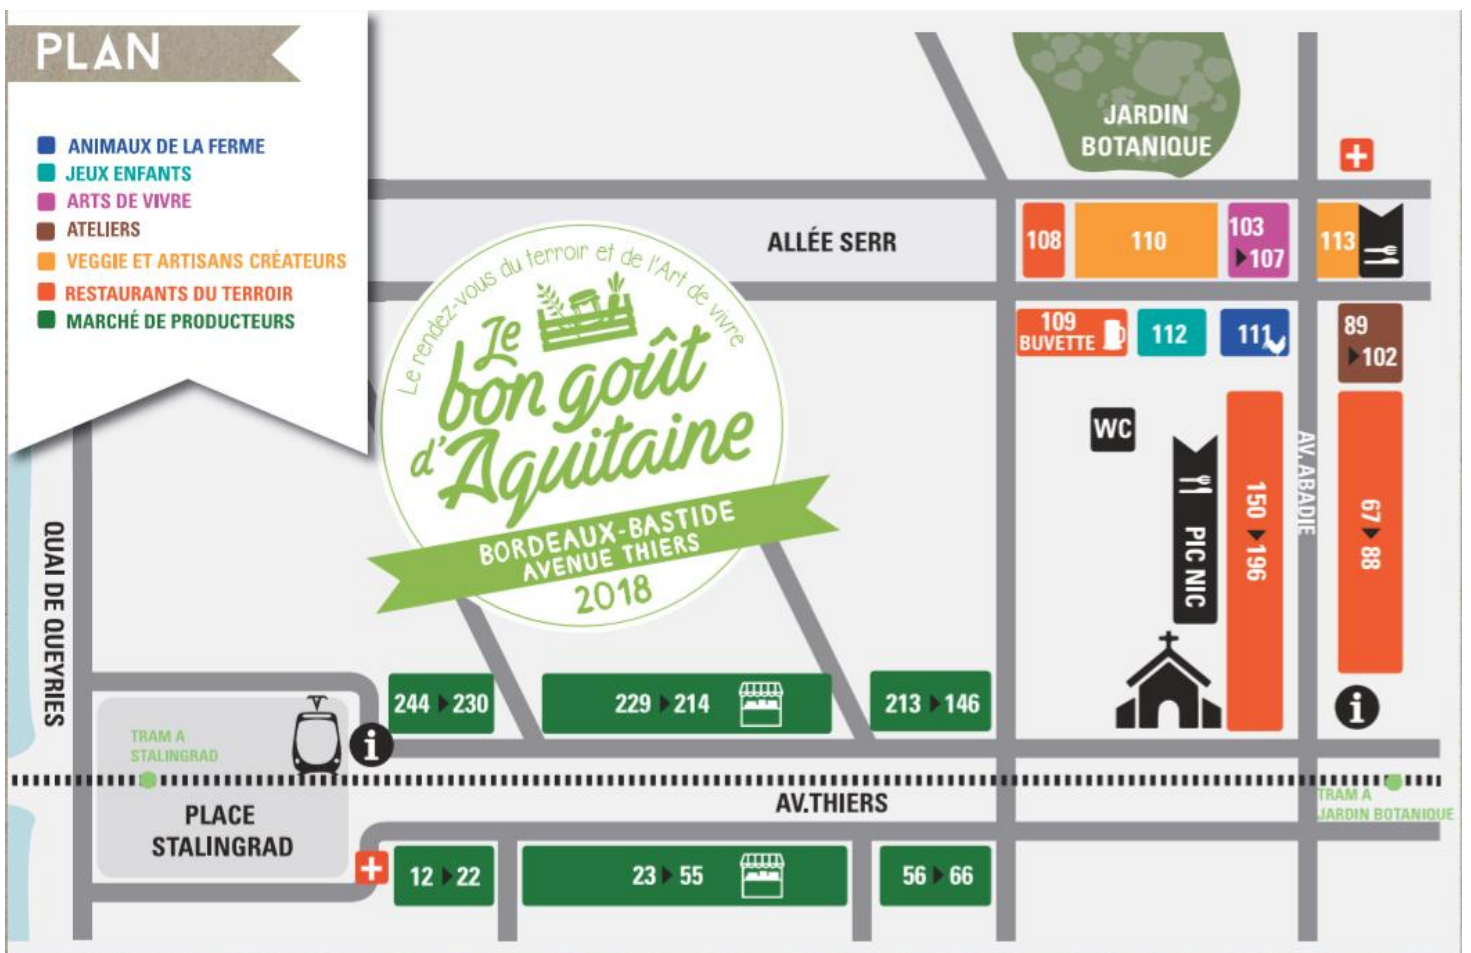 PLAN
ANIMAUX DE LA FERME
JEUX ENFANTS
ARTS DE VIVRE
ATELIERS
VEGGIE ET ARTISANS CRÉATEURS
RESTAURANTS DU TERROIR
MARCHÉ DE PRODUCTEURS
JARDIN
BOTANIQUE
ALLÉE SERR
108
110
103
107
113
109
BUVETTE
112
111
89
102
Le rendez-vous du terroir et de l'Art de vivre
Le
bon goût
d'Aquitaine
BORDEAUX-BASTIDE
AVENUE THIERS
2018
WC
PIC NIC
150 196
AV. ABADIE
67 88
QUAI DE QUEYRIES
244 230
229 214
213 146
i
i
TRAM A
STALINGRAD
PLACE
STALINGRAD
AV.THIERS
TRAM A
JARDIN BOTANIQUE
12 22
23 55
56 66